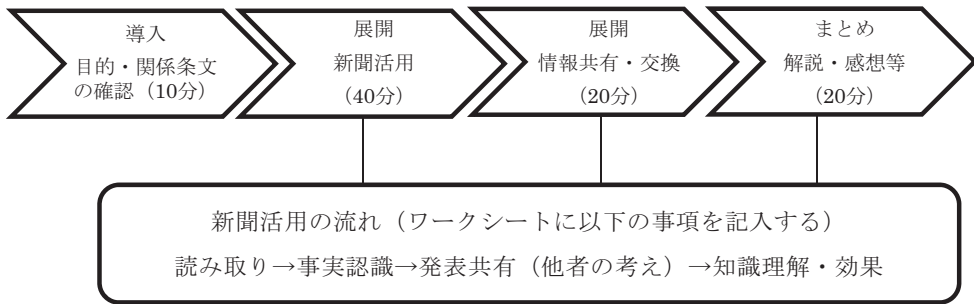 導入
目的・関係条文
の確認（10分）
展開
新聞活用
（40分）
展開
情報共有・交換
（20分）
まとめ
解説・感想等
（20分）
新聞活用の流れ（ワークシートに以下の事項を記入する）
読み取り→事実認識→発表共有（他者の考え）→知識理解・効果